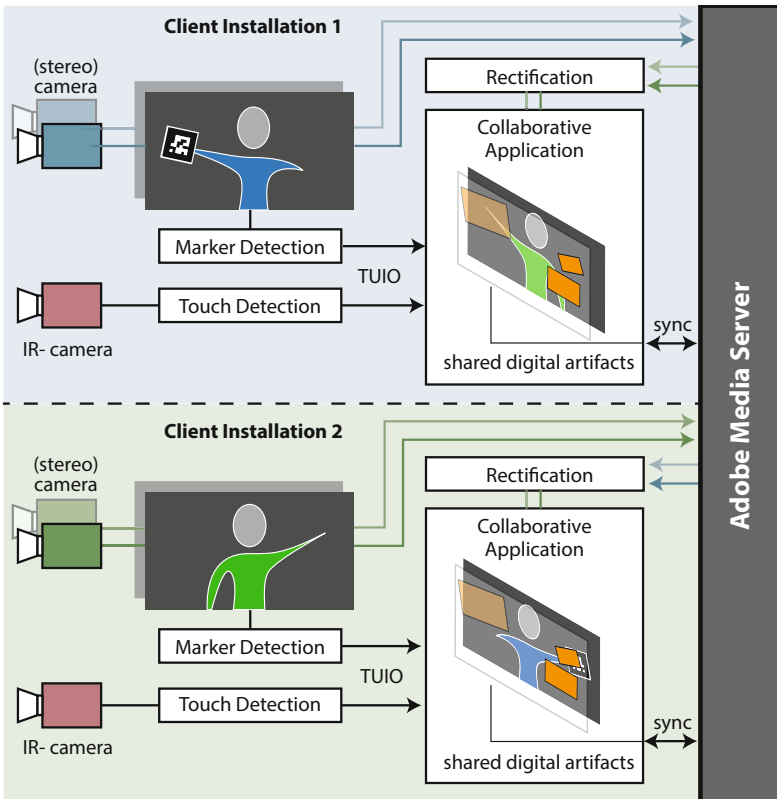 Client Installation 1
(stereo)
camera
Rectification
Collaborative
Application
Marker Detection
TUIO
Touch Detection
IR- camera
shared digital artifacts
sync
Adobe Media Server
Client Installation 2
(stereo)
camera
Rectification
Collaborative
Application
Marker Detection
TUIO
Touch Detection
IR- camera
shared digital artifacts
sync